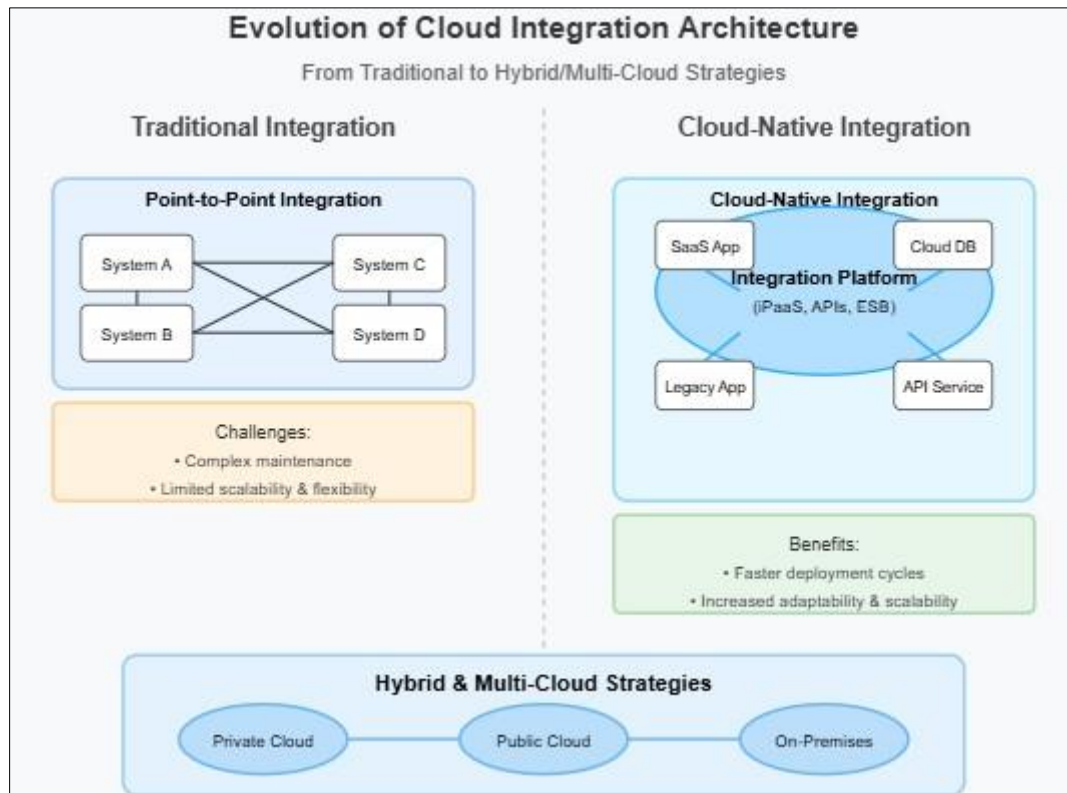 Evolution of Cloud Integration Architecture
From Traditional to Hybrid/Multi-Cloud Strategies
Traditional Integration
Point-to-Point Integration
System A
System C
System B
System D
Challenges:
• Complex maintenance
• Limited scalability & flexibility
Cloud-Native Integration
Cloud-Native Integration
SaaS App
Cloud DB
Integration Platform
(iPaaS, APIs, ESB)
Legacy App
API Service
Benefits:
• Faster deployment cycles
• Increased adaptability & scalability
Hybrid & Multi-Cloud Strategies
Private Cloud
Public Cloud
On-Premises